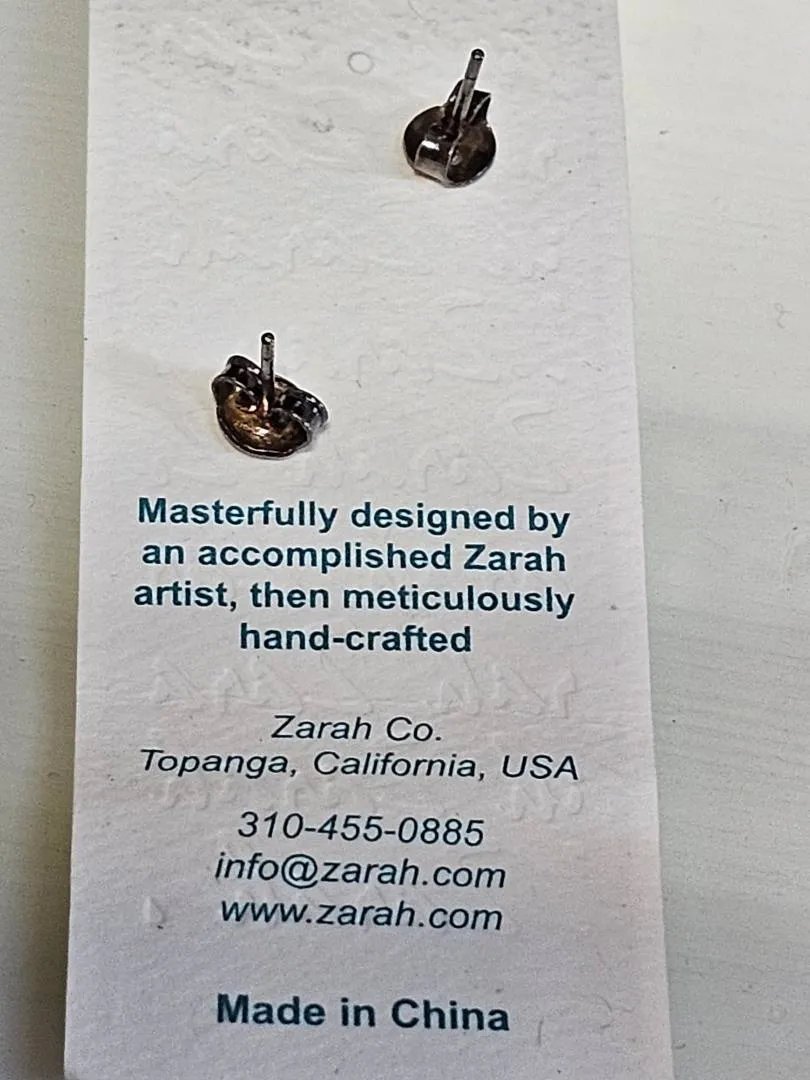 Masterfully designed by
an accomplished Zarah
artist, then meticulously
hand-crafted
Zarah Co.
Topanga, California, USA
310-455-0885
info@zarah.com
www.zarah.com
Made in China